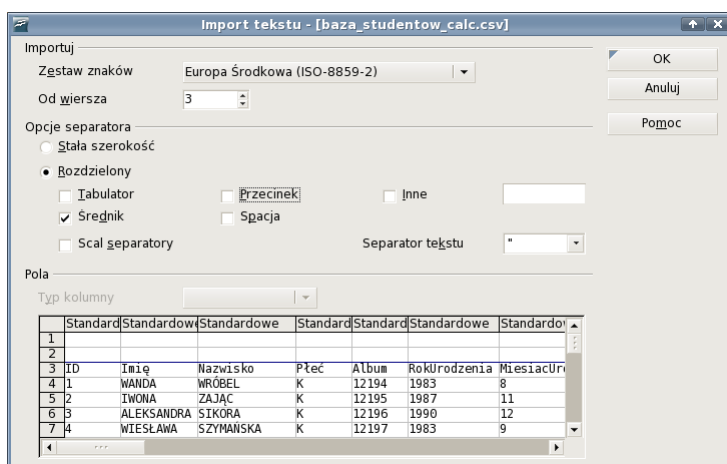 Import tekstu - [baza_studentow_calc.csv]
Importuj
Zestaw znaków Europa Środkowa (ISO-8859-2)
Od wiersza 3
OK
Anuluj
Pomoc
Opcje separatora
Stała szerokość
Rozdzielony
Tabulator Przecinek Inne
Średnik Spacja
Scal separatory Separator tekstu "
Pola
Typ kolumny
Standard Standardowe Standardowe Standard Standard Standardowe Standardov
1
2
3 ID Imię Nazwisko Płeć Album RokUrodzenia MiesiacUro
4 1 WANDA WRÓBEL K 12194 1983 8
5 2 IWONA ZAJĄC K 12195 1987 11
6 3 ALEKSANDRA SIKORA K 12196 1990 12
7 4 WIESŁAWA SZYMAŃSKA K 12197 1983 9